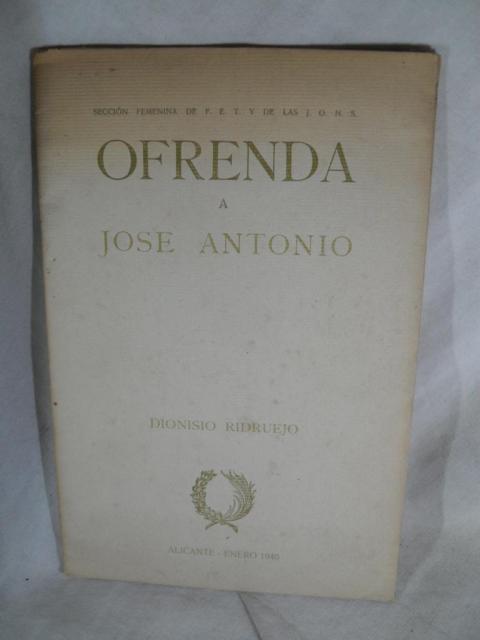 SECCIÓN FEMENINA DE F. E. T. Y DE LAS J. O. N. S.
OFRENDA
A
JOSE ANTONIO
DIONISIO RIDRUEJO
ALICANTE - ENERO 1940